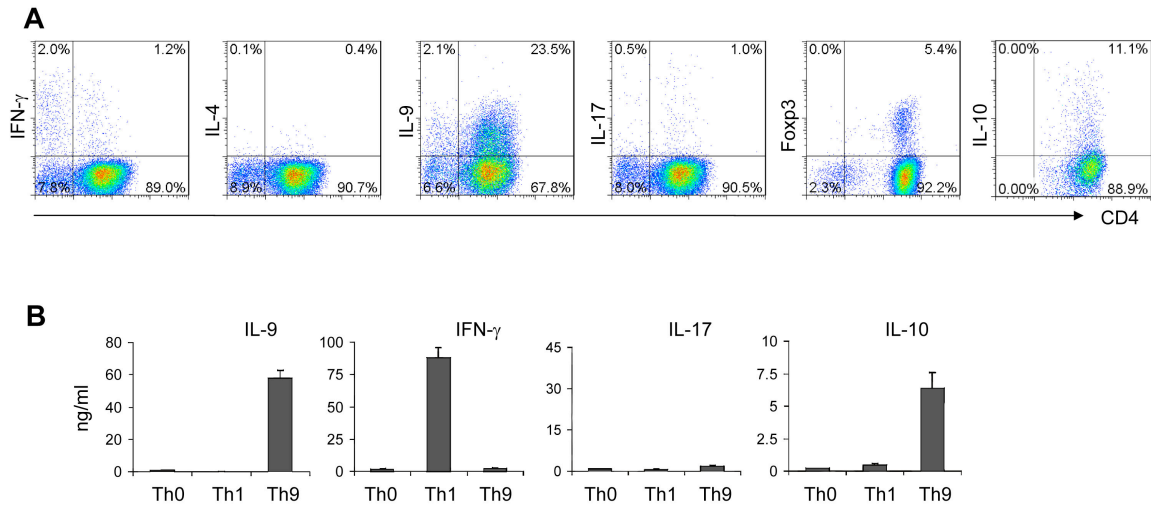 A
IFN-γ
2.0% 1.2%
7.8% 89.0%
IL-4
0.1% 0.4%
8.9% 90.7%
IL-9
2.1% 23.5%
6.6% 67.8%
IL-17
0.5% 1.0%
8.0% 90.5%
Foxp3
0.0% 5.4%
2.3% 92.2%
IL-10
0.00% 11.1%
0.00% 88.9%
CD4
B
ng/ml
IL-9
80
60
40
20
0
Th0 Th1 Th9
IFN-γ
100
75
50
25
0
Th0 Th1 Th9
IL-17
45
30
15
0
Th0 Th1 Th9
IL-10
10
7.5
5
2.5
0
Th0 Th1 Th9